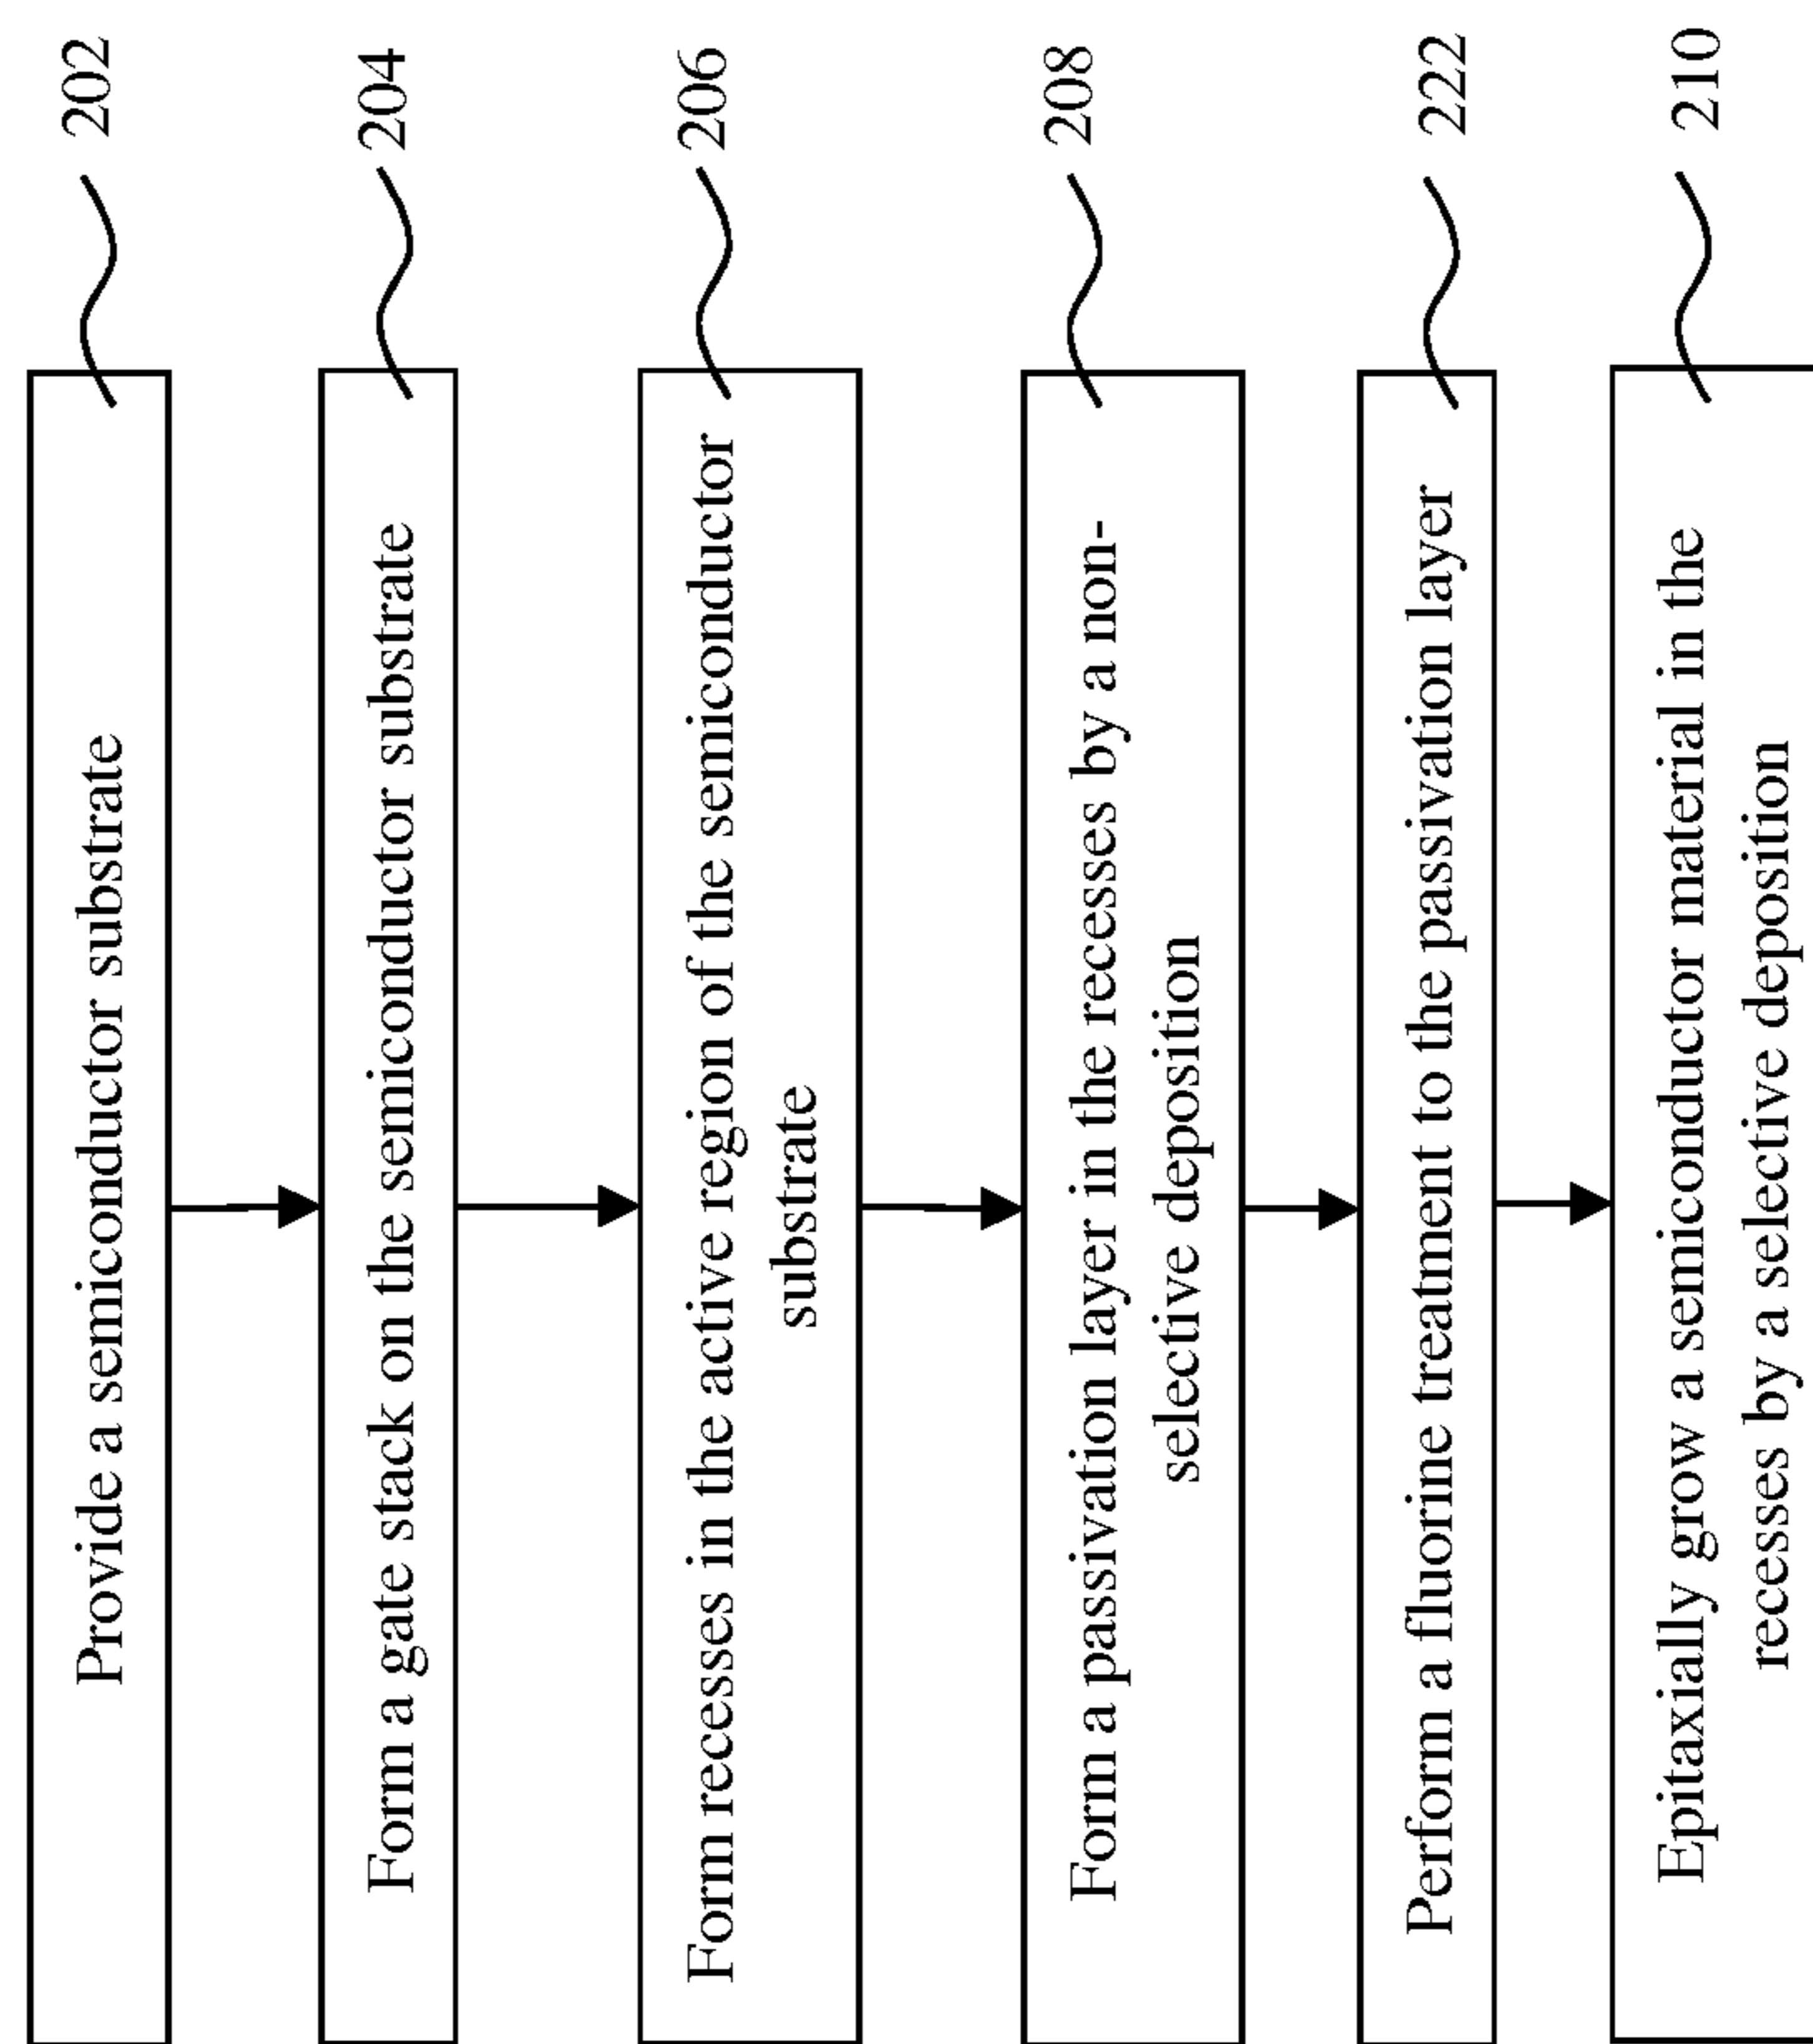 Provide a semiconductor substrate
202
Form a gate stack on the semiconductor substrate
204
Form recesses in the active region of the semiconductor
substrate
206
Form a passivation layer in the recesses by a non-
selective deposition
208
Perform a fluorine treatment to the passivation layer
222
Epitaxially grow a semiconductor material in the
recesses by a selective deposition
210